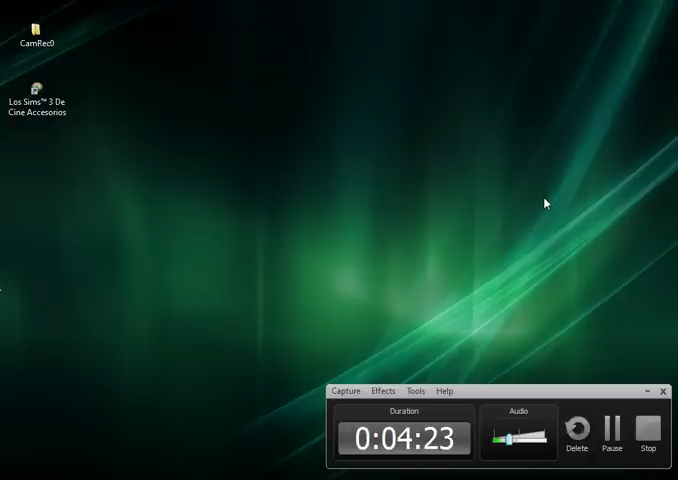 CamRec0
Los Sims™ 3 De
Cine Accesorios
Capture Effects Tools Help
Duration
Audio
0:04:23
Delete Pause Stop